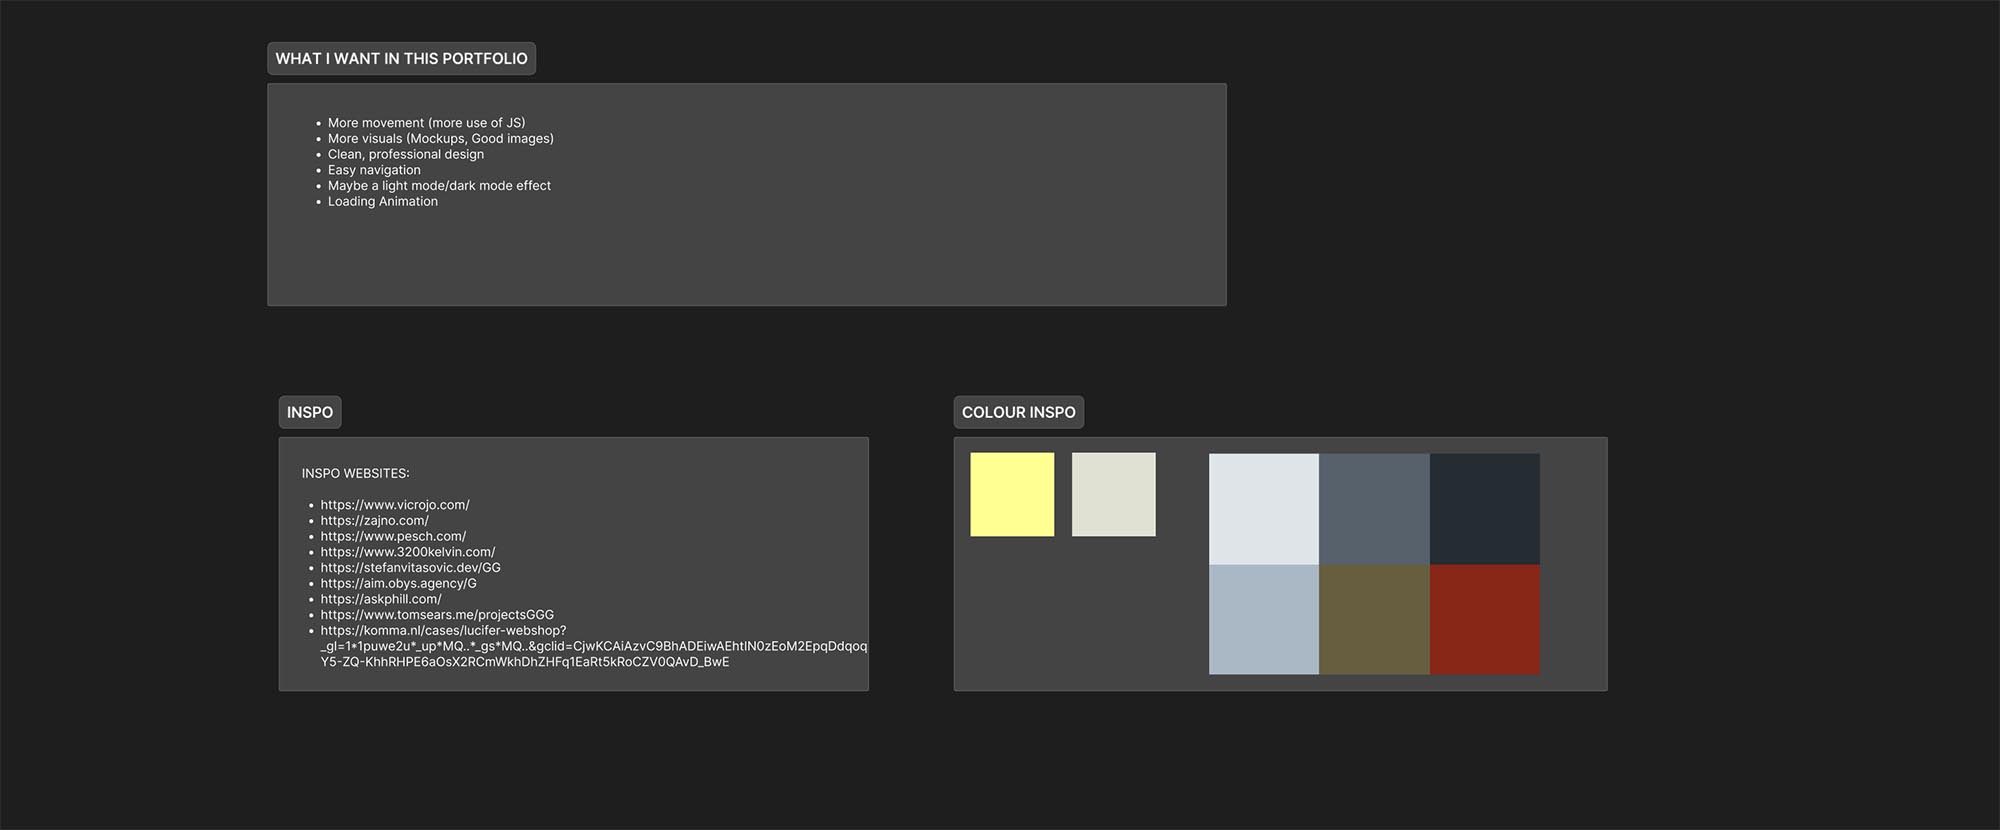 WHAT I WANT IN THIS PORTFOLIO
More movement (more use of JS)
More visuals (Mockups, Good images)
Clean, professional design
Easy navigation
Maybe a light mode/dark mode effect
Loading Animation
INSPO
INSPO WEBSITES:
https://www.vicrojo.com/
https://zajno.com/
https://www.pesch.com/
https://www.3200kelvin.com/
https://stefanvitasovic.dev/GG
https://aim.obys.agency/G
https://askphill.com/
https://www.tomsears.me/projectsGGG
https://komma.nl/cases/lucifer-webshop?
_gl=1*1puwe2u*_up*MQ..*_gs*MQ..&gclid=CjwKCAiAzvC9BhADEiwAEhtlN0zEoM2EpqDdqoq
Y5-ZQ-KhhRHPE6aOsX2RCmWkhDhZHFq1EaRt5kRoCZV0QAvD_BwE
COLOUR INSPO